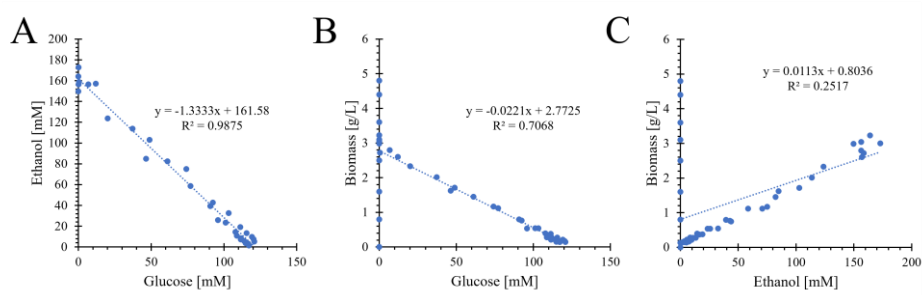 A
Ethanol [mM]
200
180
160
140
120
100
80
60
40
20
0
y = -1.3333x + 161.58
R² = 0.9875
0
50
100
150
Glucose [mM]
B
Biomass [g/L]
6
5
4
3
2
1
0
y = -0.0221x + 2.7725
R² = 0.7068
0
50
100
150
Glucose [mM]
C
Biomass [g/L]
6
5
4
3
2
1
0
y = 0.0113x + 0.8036
R² = 0.2517
0
50
100
150
200
Ethanol [mM]